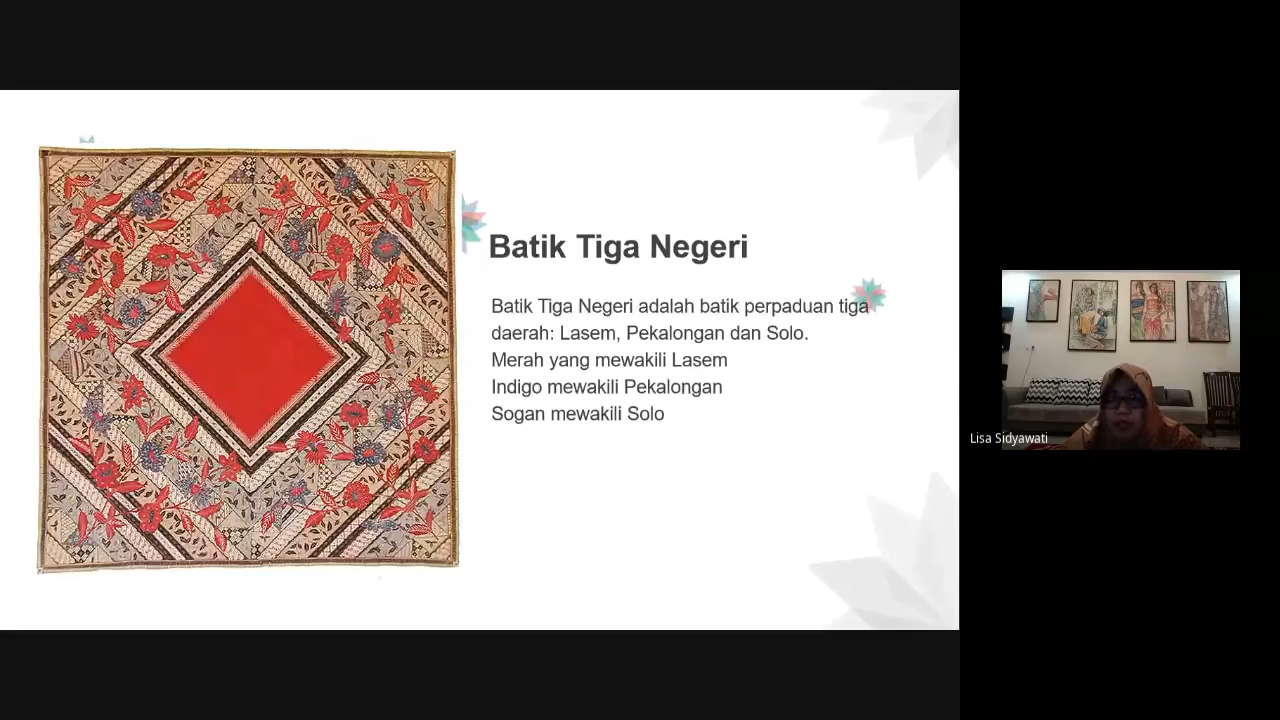 Batik Tiga Negeri
Batik Tiga Negeri adalah batik perpaduan tiga
daerah: Lasem, Pekalongan dan Solo.
Merah yang mewakili Lasem
Indigo mewakili Pekalongan
Sogan mewakili Solo
Lisa Sidyawati